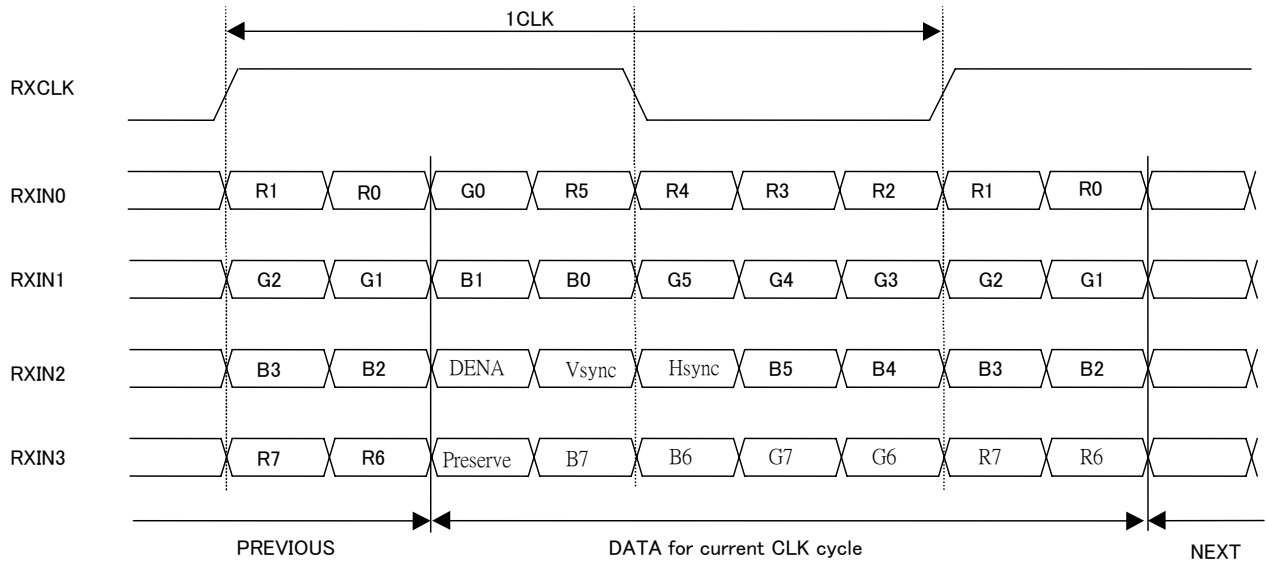 1CLK
RXCLK
RXIN0 R1 R0 G0 R5 R4 R3 R2 R1 R0
RXIN1 G2 G1 B1 B0 G5 G4 G3 G2 G1
RXIN2 B3 B2 DENA Vsync Hsync B5 B4 B3 B2
RXIN3 R7 R6 Preserve B7 B6 G7 G6 R7 R6
PREVIOUS DATA for current CLK cycle NEXT